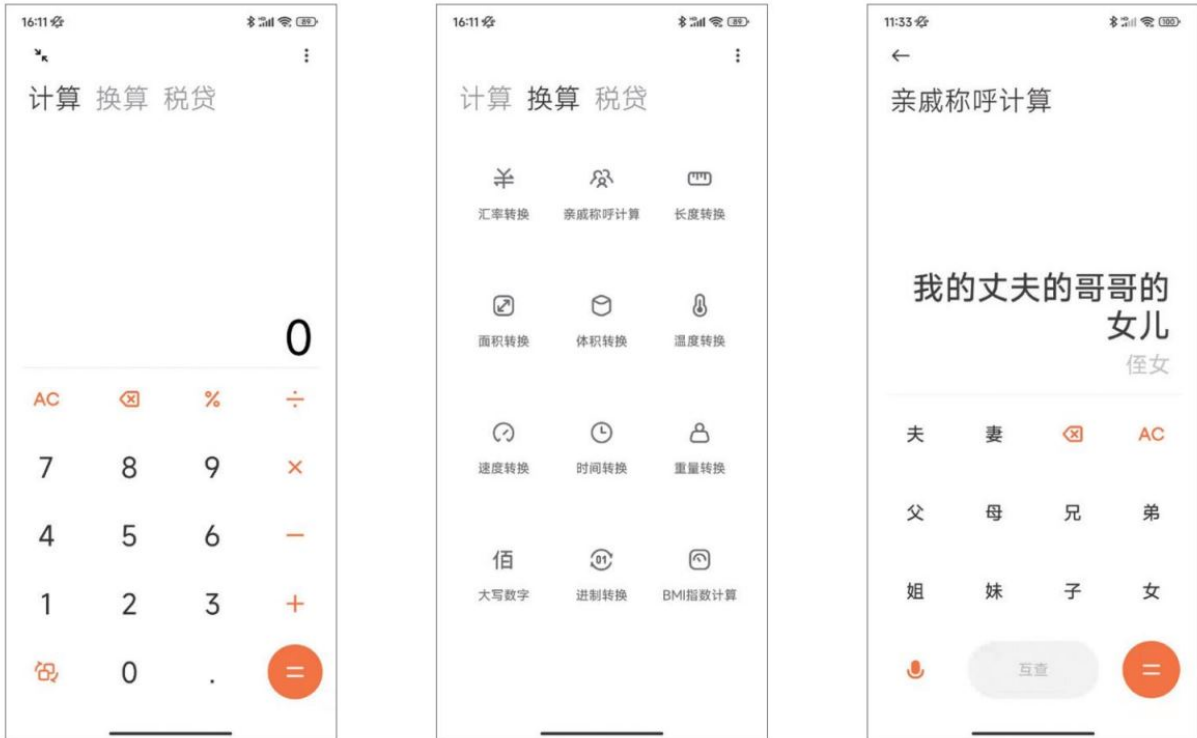 16:11
89
计算 换算 税贷
0
AC % ÷
7 8 9 ×
4 5 6 −
1 2 3 +
0 . =
16:11
89
计算 换算 税贷
汇率转换 亲戚称呼计算 长度转换
面积转换 体积转换 温度转换
速度转换 时间转换 重量转换
佰 01
大写数字 进制转换 BMI指数计算
11:33
100
亲戚称呼计算
我的丈夫的哥哥的
女儿
侄女
夫 妻 AC
父 母 兄 弟
姐 妹 子 女
互查 =